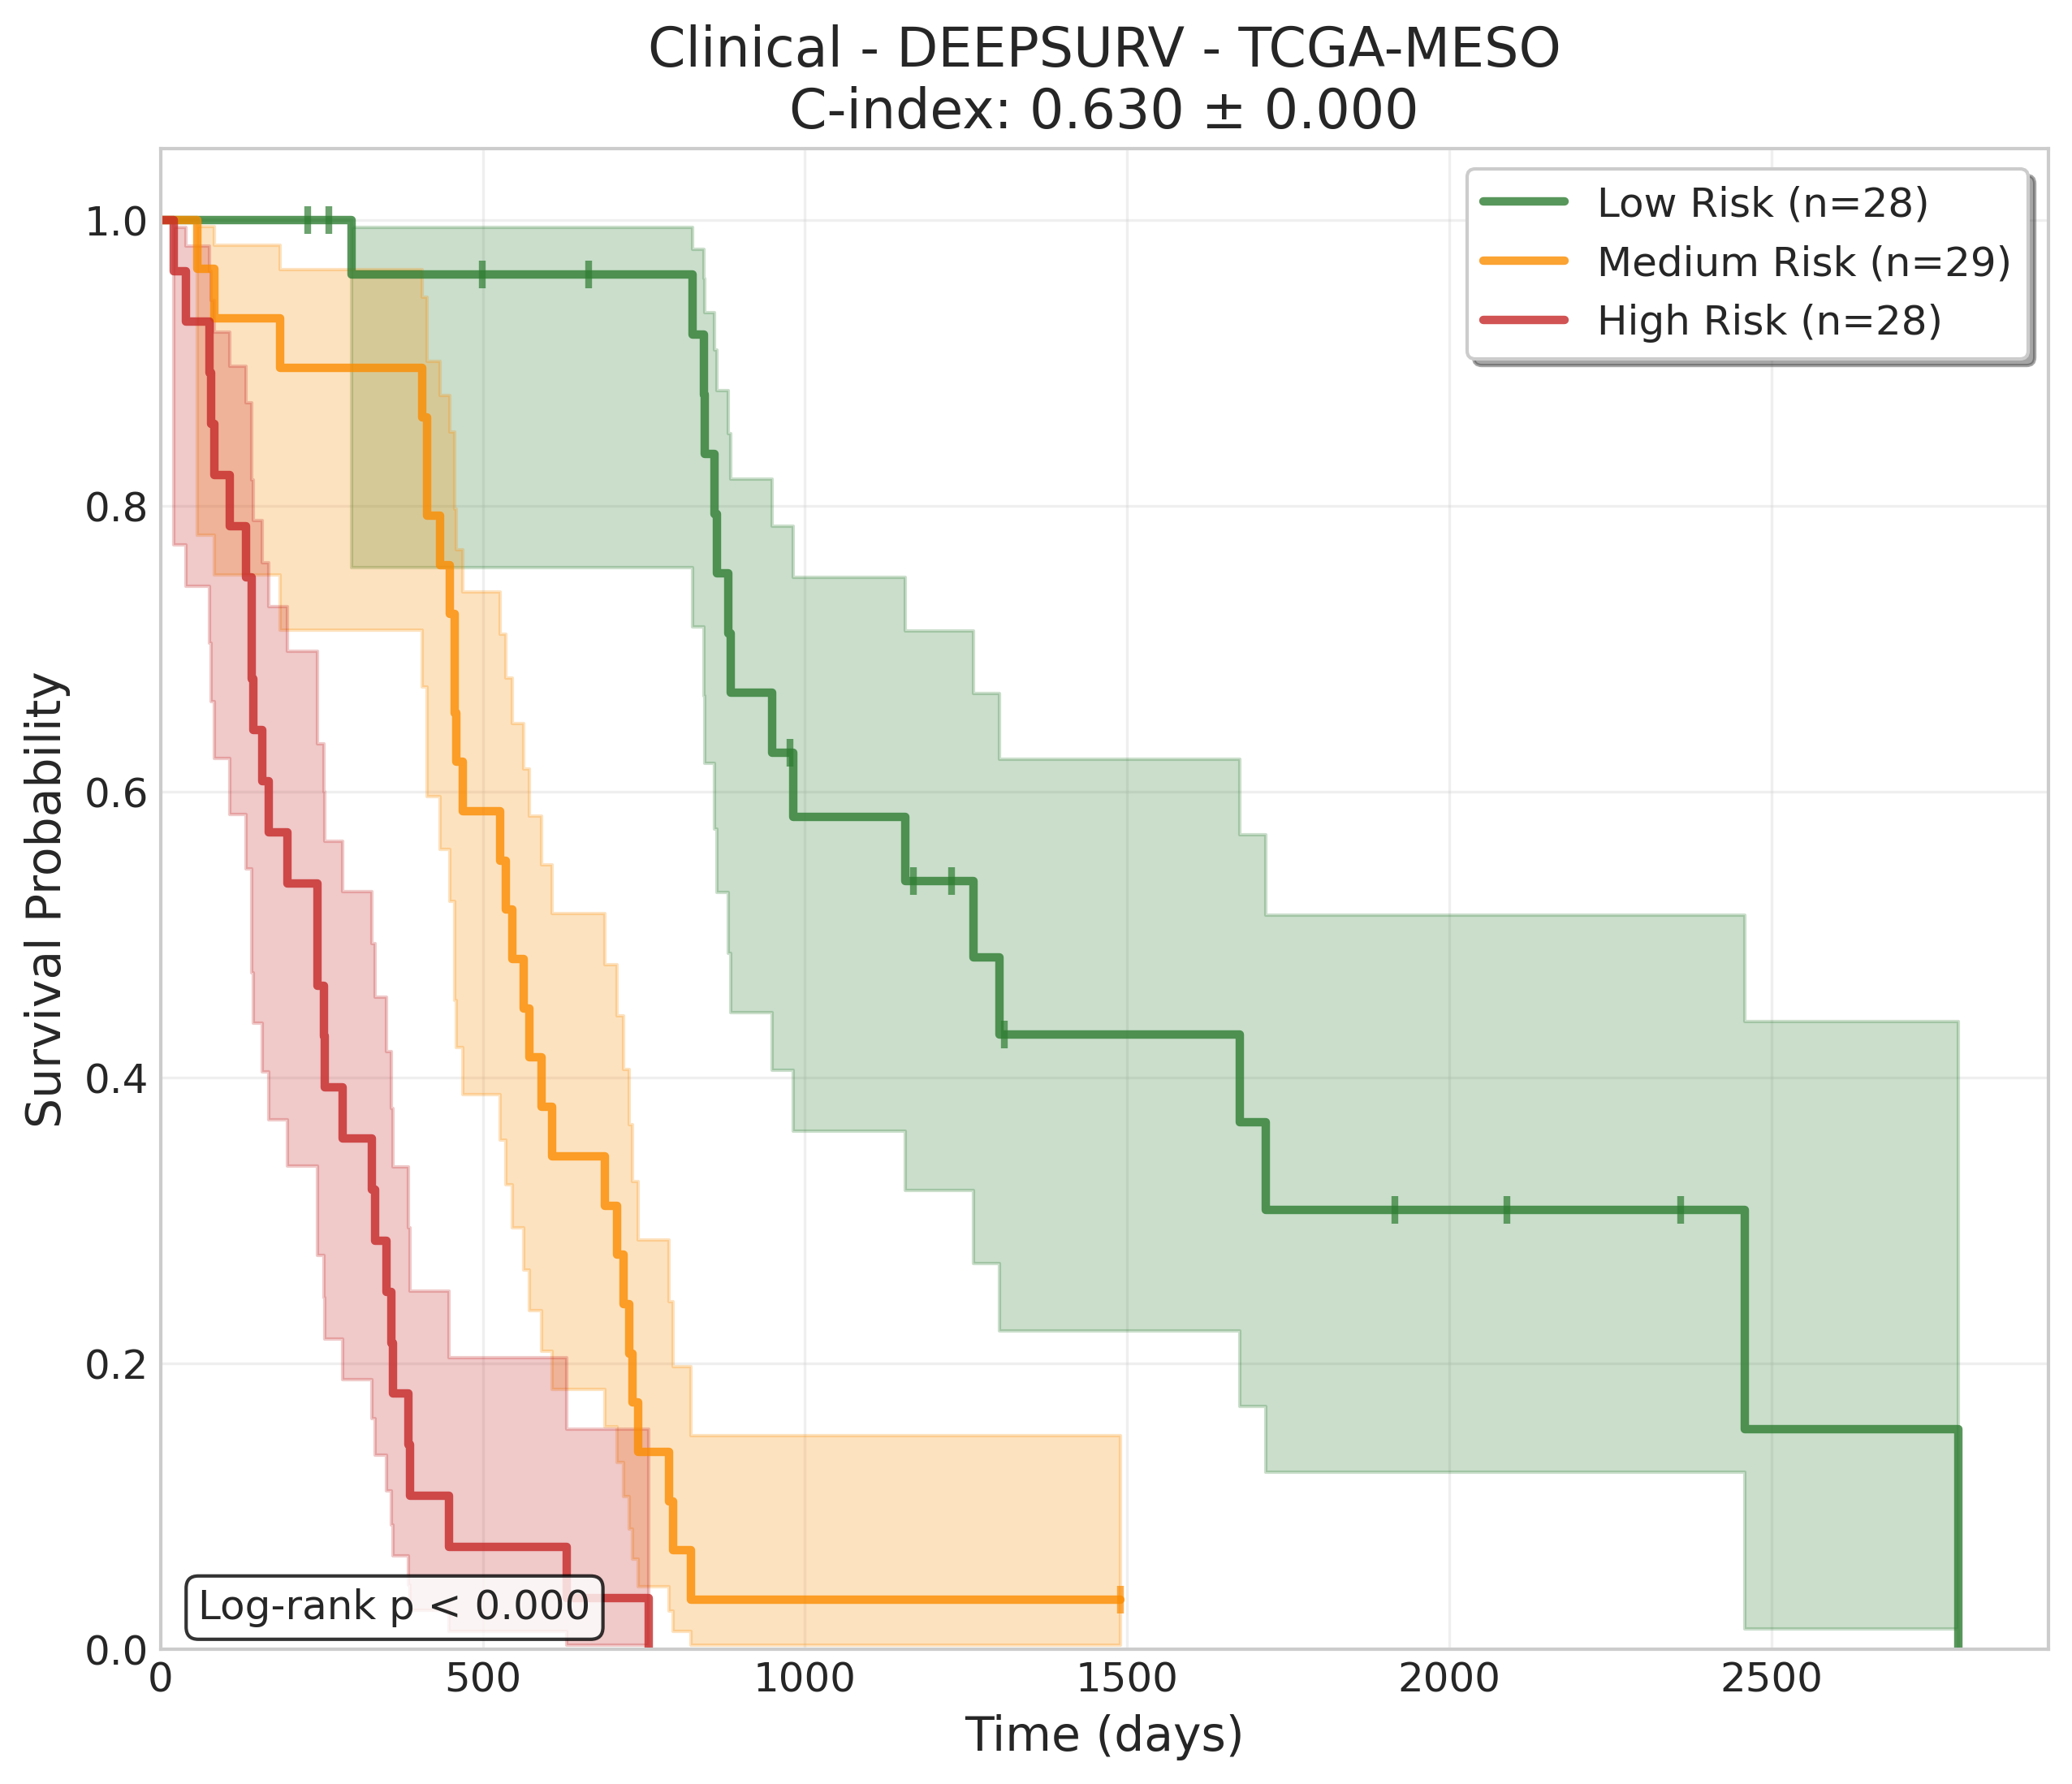 Clinical - DEEPSURV - TCGA-MESO
C-index: 0.630 ± 0.000
Low Risk (n=28)
Medium Risk (n=29)
High Risk (n=28)
Survival Probability
1.0
0.8
0.6
0.4
0.2
0.0
Log-rank p < 0.000
0 500 1000 1500 2000 2500
Time (days)